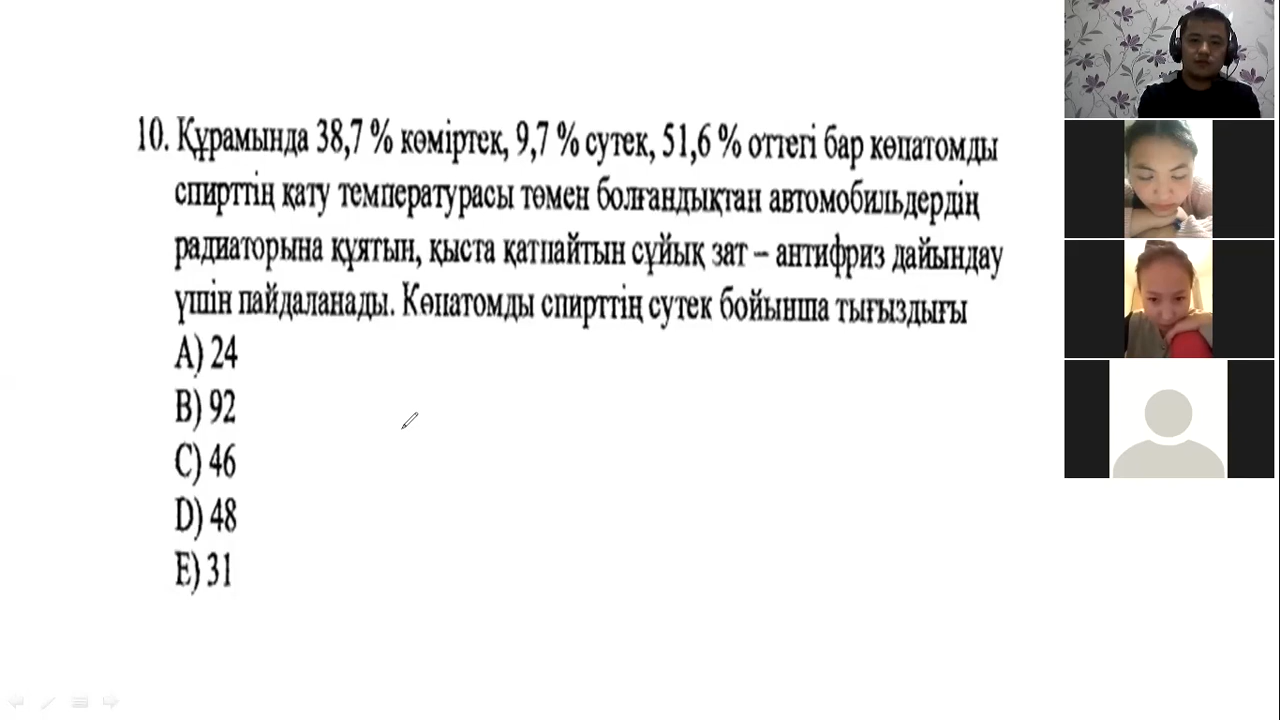 10. Құрамында 38,7 % көміртек, 9,7 % сутек, 51,6 % оттегі бар көпатомды
спирттің қату температурасы төмен болғандықтан автомобильдердің
радиаторына құятын, қыста қатпайтын сұйық зат – антифриз дайындау
үшін пайдаланады. Көпатомды спирттің сутек бойынша тығыздығы
A) 24
B) 92
C) 46
D) 48
E) 31